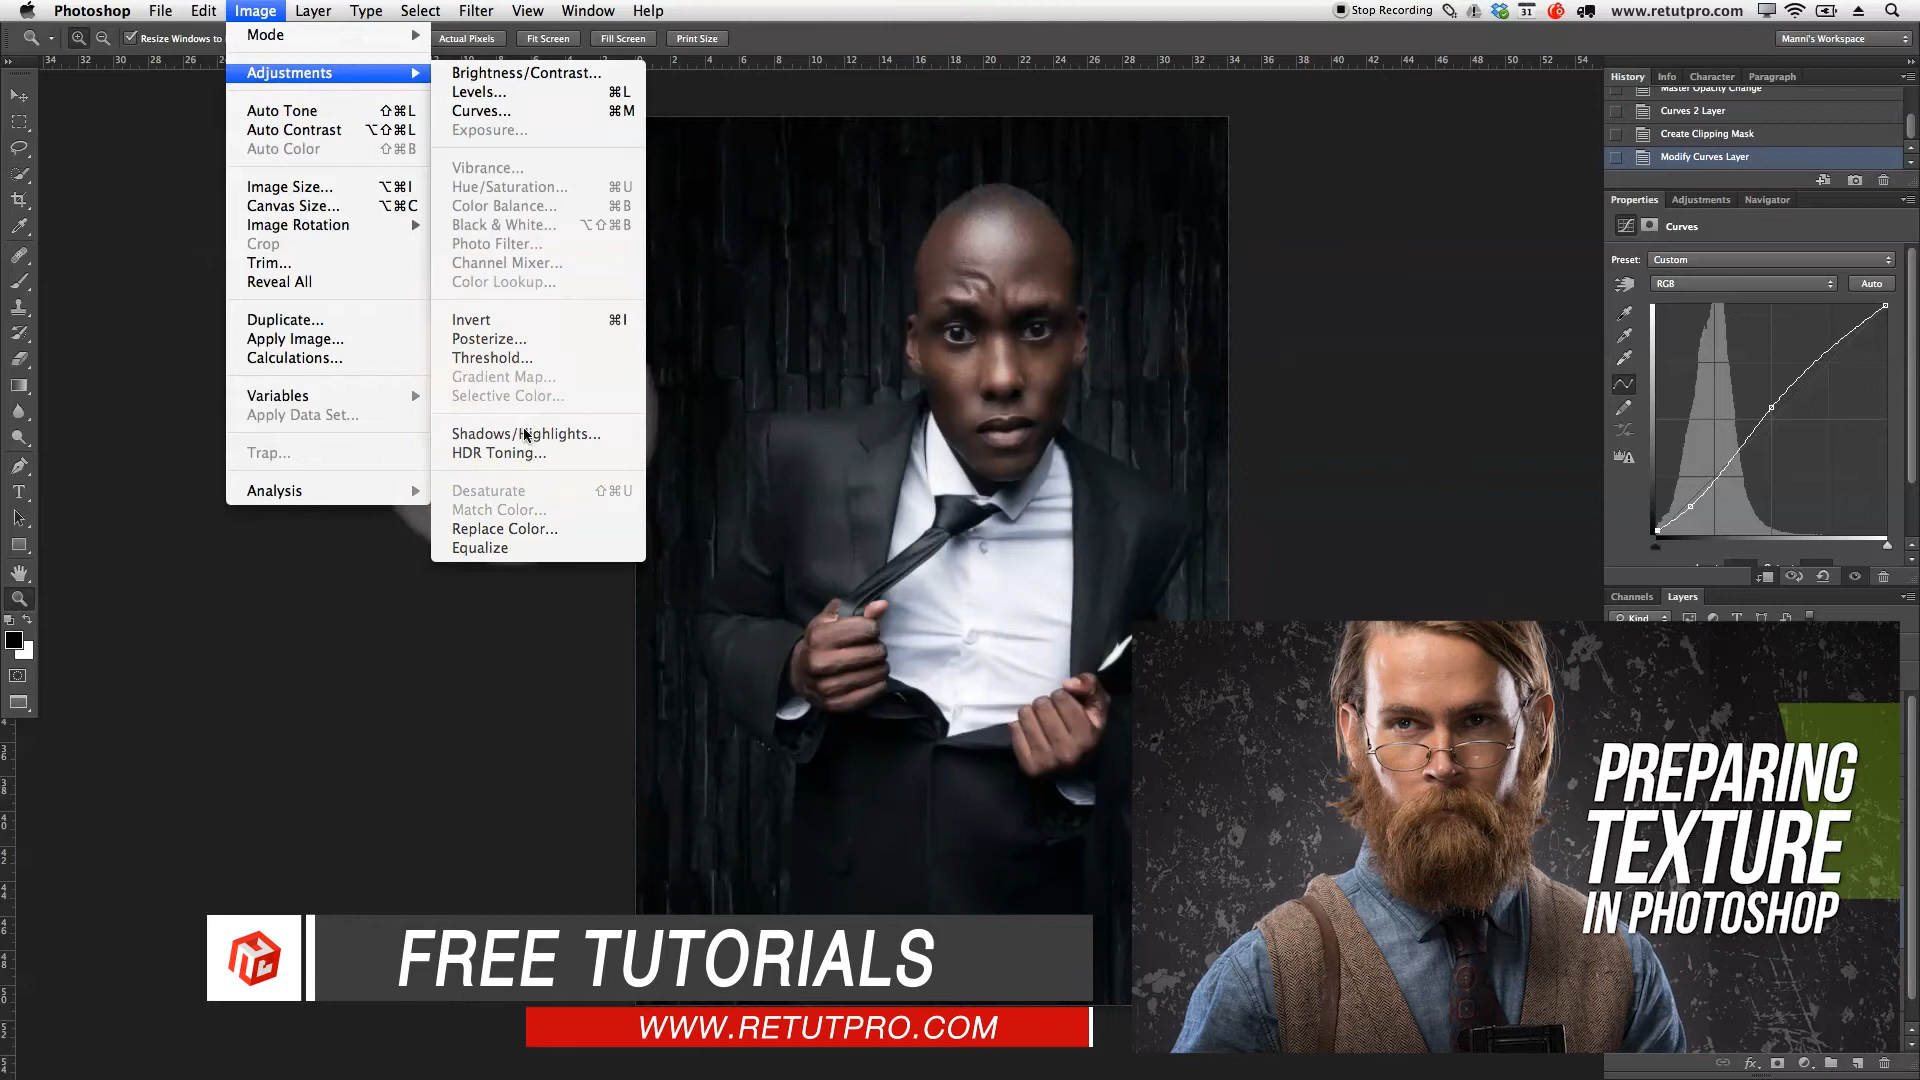 Photoshop File Edit Image Layer Type Select Filter View Window Help
Stop Recording 31 www.retutpro.com
Resize Windows to
Actual Pixels Fit Screen Fill Screen Print Size
Manni's Workspace
Mode
Adjustments
Auto Tone ⇧⌘L
Auto Contrast ⌥⇧⌘L
Auto Color ⇧⌘B
Image Size... ⌥⌘I
Canvas Size... ⌥⌘C
Image Rotation
Crop
Trim...
Reveal All
Duplicate...
Apply Image...
Calculations...
Variables
Apply Data Set...
Trap...
Analysis
Brightness/Contrast...
Levels... ⌘L
Curves... ⌘M
Exposure...
Vibrance...
Hue/Saturation... ⌘U
Color Balance... ⌘B
Black & White... ⌥⇧⌘B
Photo Filter...
Channel Mixer...
Color Lookup...
Invert ⌘I
Posterize...
Threshold...
Gradient Map...
Selective Color...
Shadows/Highlights...
HDR Toning...
Desaturate ⇧⌘U
Match Color...
Replace Color...
Equalize
History Info Character Paragraph
Master Opacity Change
Curves 2 Layer
Create Clipping Mask
Modify Curves Layer
Properties Adjustments Navigator
Curves
Preset: Custom
RGB Auto
Channels Layers
Kind
PREPARING
TEXTURE
IN PHOTOSHOP
FREE TUTORIALS
WWW.RETUTPRO.COM